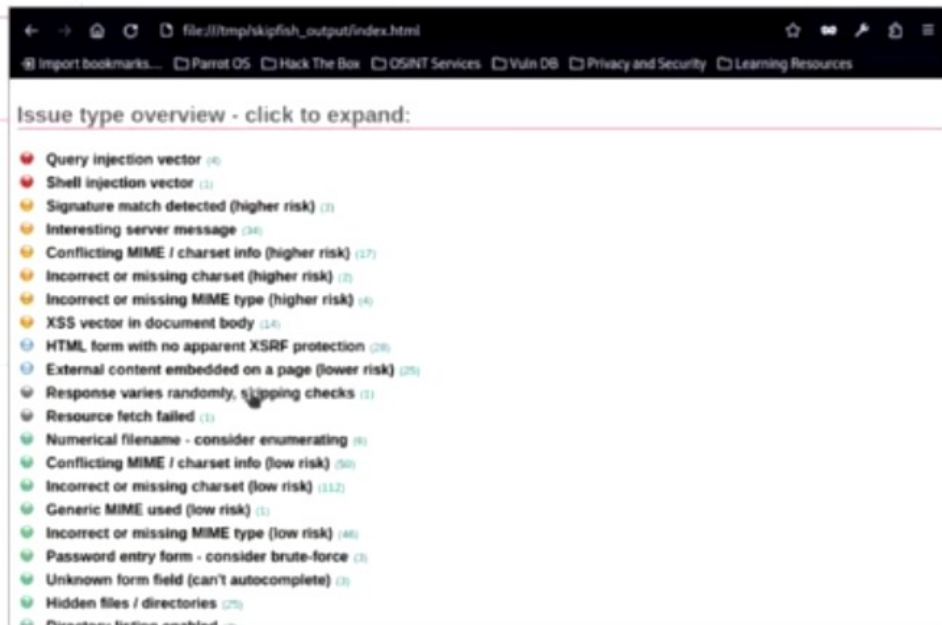 file:///tmp/skipfish_output/index.html
Import bookmarks... Parrot OS Hack The Box OSINT Services Vuln DB Privacy and Security Learning Resources
Issue type overview - click to expand:
Query injection vector (4)
Shell injection vector (1)
Signature match detected (higher risk) (3)
Interesting server message (34)
Conflicting MIME / charset info (higher risk) (17)
Incorrect or missing charset (higher risk) (2)
Incorrect or missing MIME type (higher risk) (4)
XSS vector in document body (14)
HTML form with no apparent XSRF protection (28)
External content embedded on a page (lower risk) (25)
Response varies randomly, skipping checks (1)
Resource fetch failed (1)
Numerical filename - consider enumerating (6)
Conflicting MIME / charset info (low risk) (50)
Incorrect or missing charset (low risk) (112)
Generic MIME used (low risk) (1)
Incorrect or missing MIME type (low risk) (46)
Password entry form - consider brute-force (3)
Unknown form field (can't autocomplete) (3)
Hidden files / directories (25)
Directory listing enabled